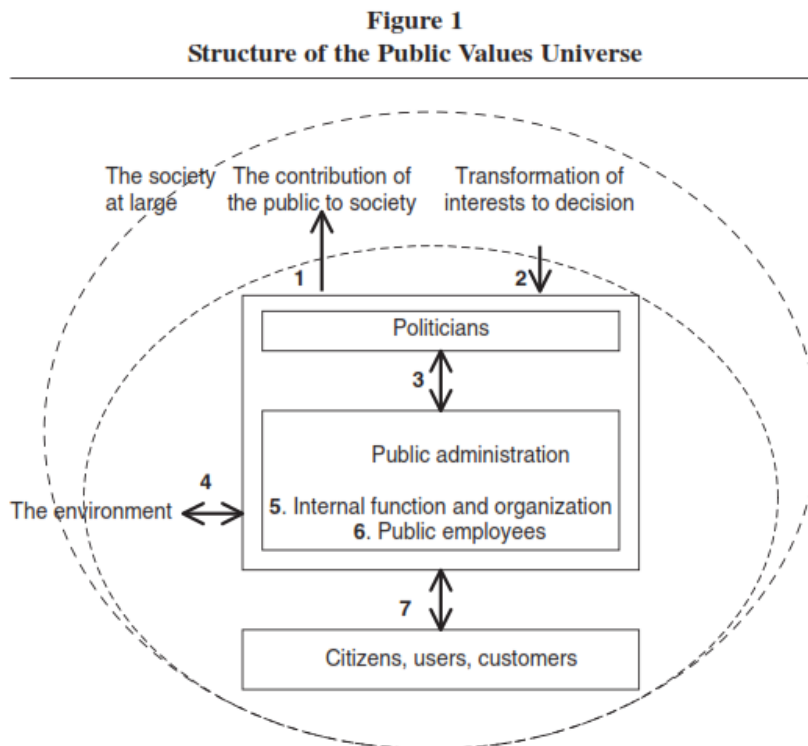 Figure 1
Structure of the Public Values Universe
The society
at large
The contribution of
the public to society
Transformation of
interests to decision
1
2
Politicians
3
Public administration
4
The environment
5. Internal function and organization
6. Public employees
7
Citizens, users, customers